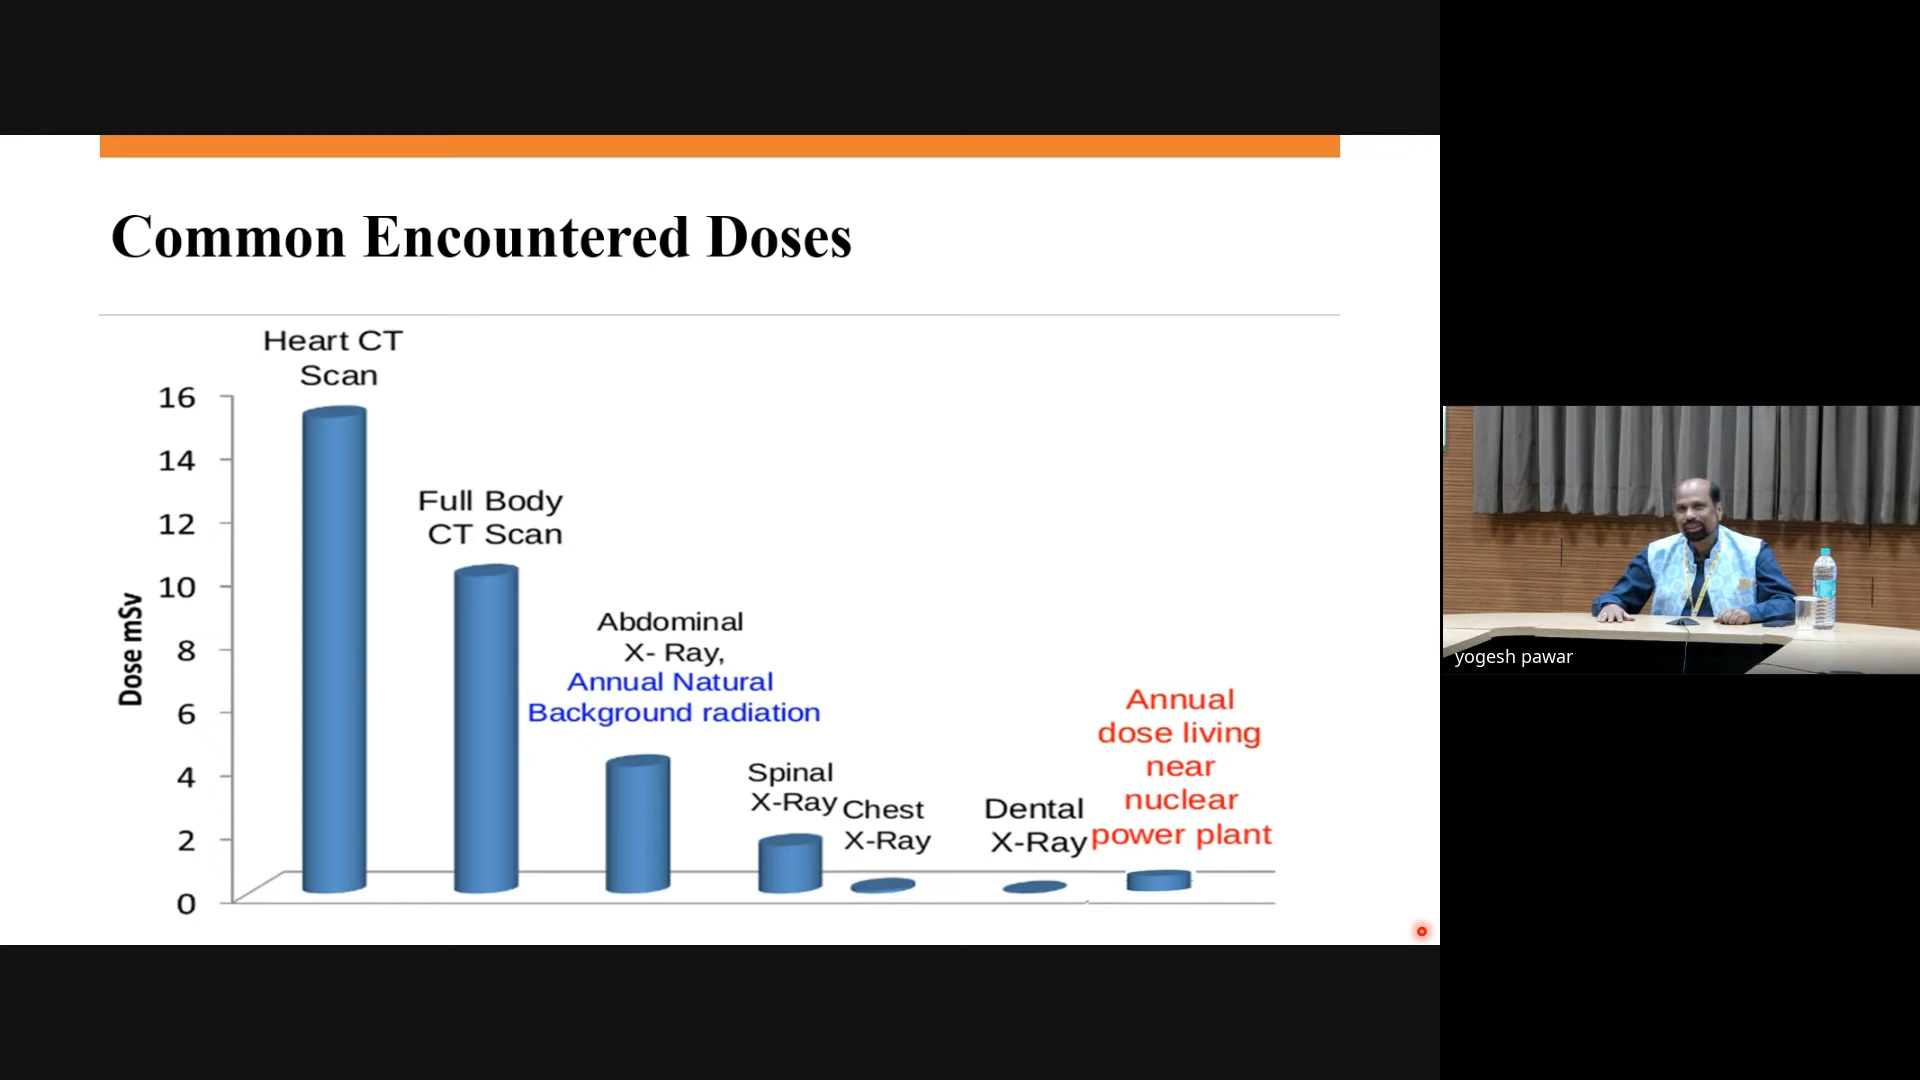 Common Encountered Doses
Heart CT
Scan
16
14
12
10
8
6
4
2
0
Dose mSv
Full Body
CT Scan
Abdominal
X- Ray,
Annual Natural
Background radiation
Spinal
X-Ray
Chest
X-Ray
Dental
X-Ray
Annual
dose living
near
nuclear
power plant
yogesh pawar